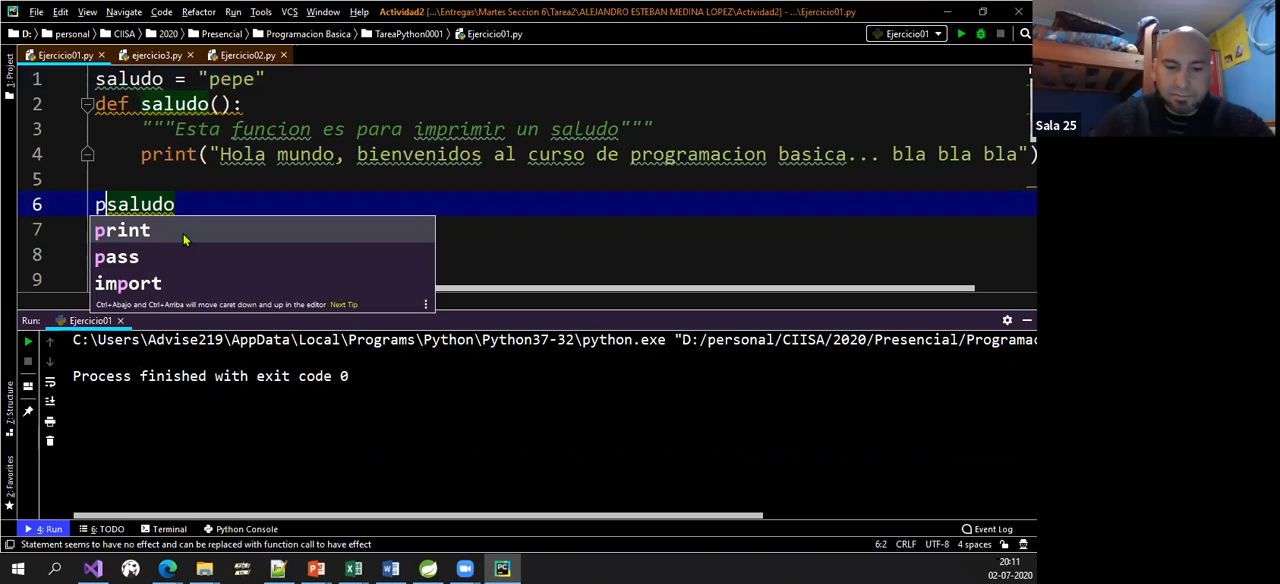 File Edit View Navigate Code Refactor Run Tools VCS Window Help Actividad2 [...\Entregas\Martes Seccion 6\Tarea2\ALEJANDRO ESTEBAN MEDINA LOPEZ\Actividad2] - ...\Ejercicio01.py
D: personal CIISA 2020 Presencial Programacion Basica TareaPython0001 Ejercicio01.py Ejercicio01
Ejercicio01.py ejercicio3.py Ejercicio02.py
1: Project
1 saludo = "pepe"
2 def saludo():
3 """Esta funcion es para imprimir un saludo"""
4 print("Hola mundo, bienvenidos al curso de programacion basica... bla bla bla")
5
6 psaludo
7 print
8 pass
9 import
Ctrl+Abajo and Ctrl+Arriba will move caret down and up in the editor Next Tip
Sala 25
Run: Ejercicio01
C:\Users\Advise219\AppData\Local\Programs\Python\Python37-32\python.exe "D:/personal/CIISA/2020/Presencial/Programac
Process finished with exit code 0
7: Structure
2: Favorites
4: Run 6: TODO Terminal Python Console Event Log
Statement seems to have no effect and can be replaced with function call to have effect 6:2 CRLF UTF-8 4 spaces
20:11
02-07-2020